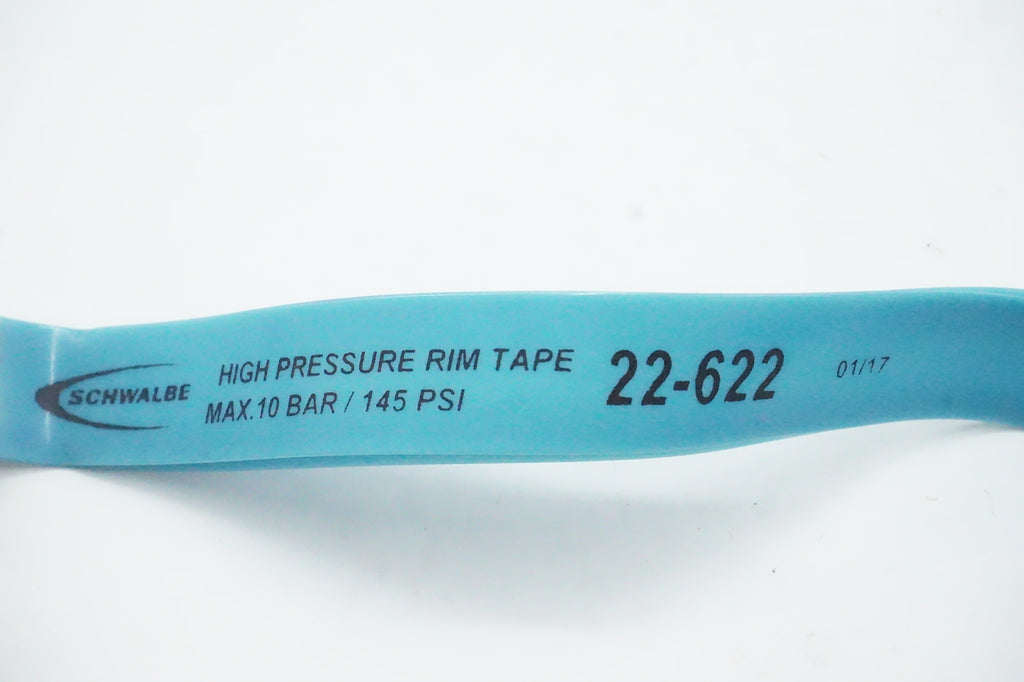 SCHWALBE
HIGH PRESSURE RIM TAPE
MAX.10 BAR / 145 PSI
22-622
01/17